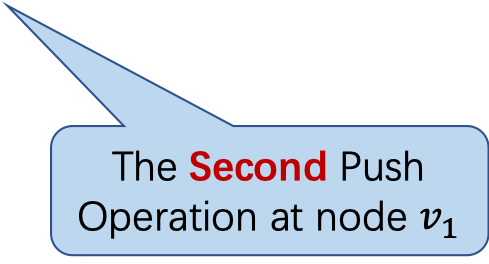 The Second Push
Operation at node v₁